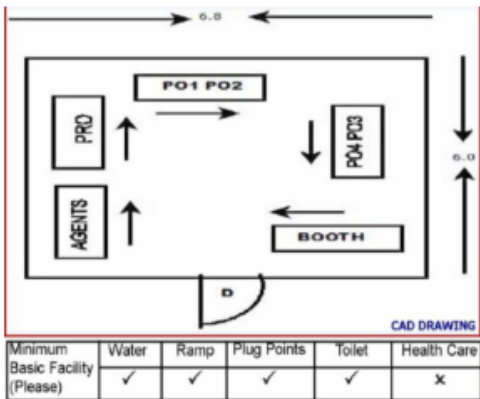 6.8
PO1 PO2
PRO
PO4 PO3
6.0
AGENTS
BOOTH
D
CAD DRAWING
Minimum Basic Facility (Please) Water Ramp Plug Points Toilet Health Care
✓ ✓ ✓ ✓ x